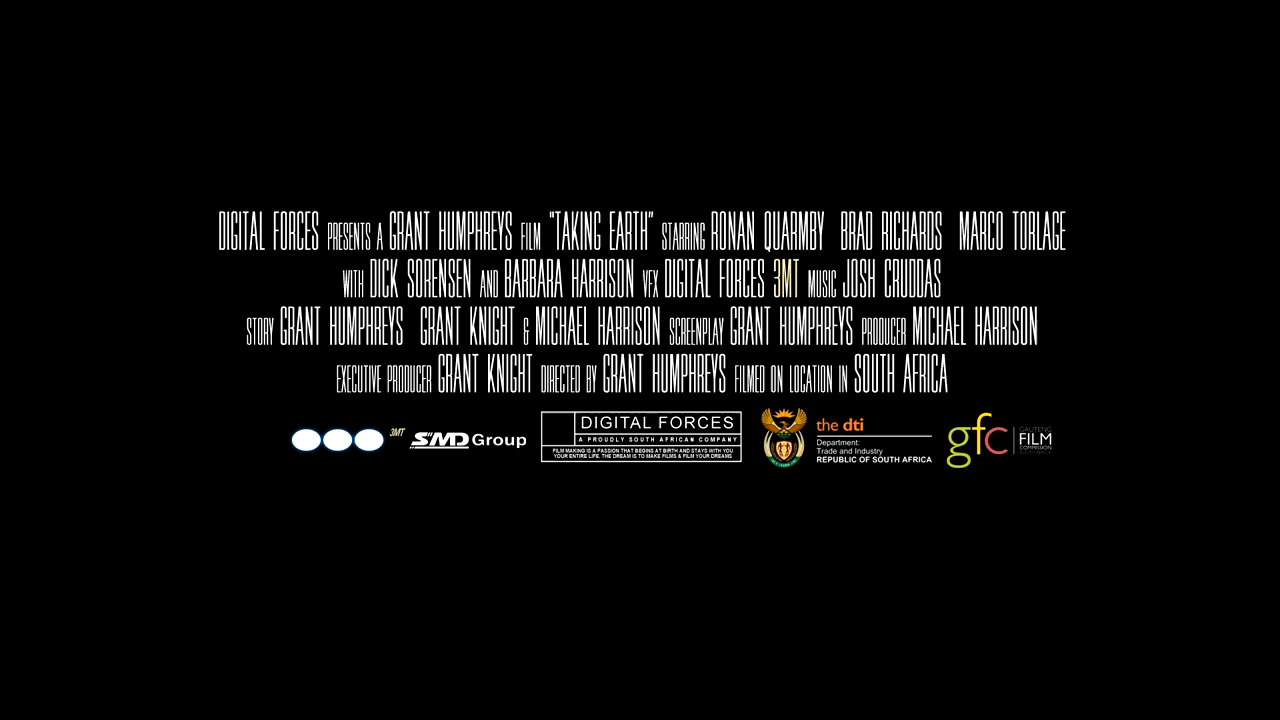 DIGITAL FORCES PRESENTS A GRANT HUMPHREYS FILM "TAKING EARTH" STARRING RONAN QUARMBY BRAD RICHARDS MARCO TORLAGE
WITH DICK SORENSEN AND BARBARA HARRISON VFX DIGITAL FORCES 3MT MUSIC JOSH CRUDDAS
STORY GRANT HUMPHREYS GRANT KNIGHT & MICHAEL HARRISON SCREENPLAY GRANT HUMPHREYS PRODUCER MICHAEL HARRISON
EXECUTIVE PRODUCER GRANT KNIGHT DIRECTED BY GRANT HUMPHREYS FILMED ON LOCATION IN SOUTH AFRICA
3MT
SMD Group
DIGITAL FORCES
A PROUDLY SOUTH AFRICAN COMPANY
FILM MAKING IS A PASSION THAT BEGINS AT BIRTH AND STAYS WITH YOU
YOUR ENTIRE LIFE. THE DREAM IS TO MAKE FILMS & FILM YOUR DREAMS
the dti
Department:
Trade and Industry
REPUBLIC OF SOUTH AFRICA
gfc
GAUTENG
FILM
COMMISSION
SOUTH AFRICA